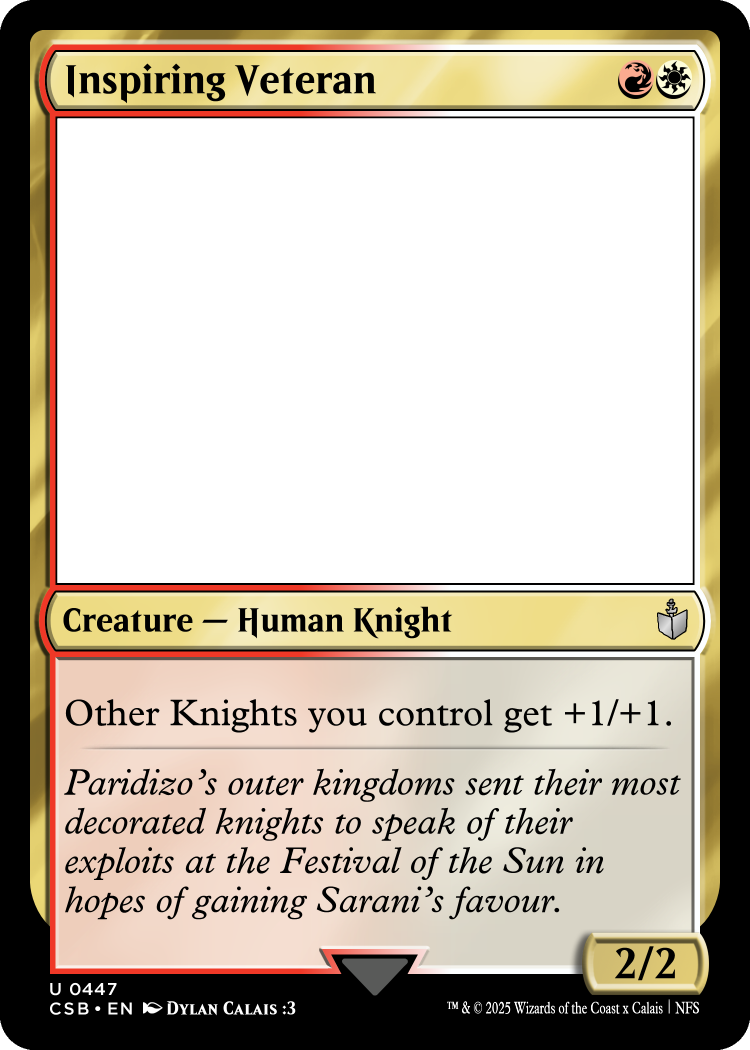 Inspiring Veteran
Creature — Human Knight
Other Knights you control get +1/+1.
Paridizo's outer kingdoms sent their most
decorated knights to speak of their
exploits at the Festival of the Sun in
hopes of gaining Sarani's favour.
2/2
U 0447
CSB • EN Dylan Calais :3
™ & © 2025 Wizards of the Coast x Calais | NFS